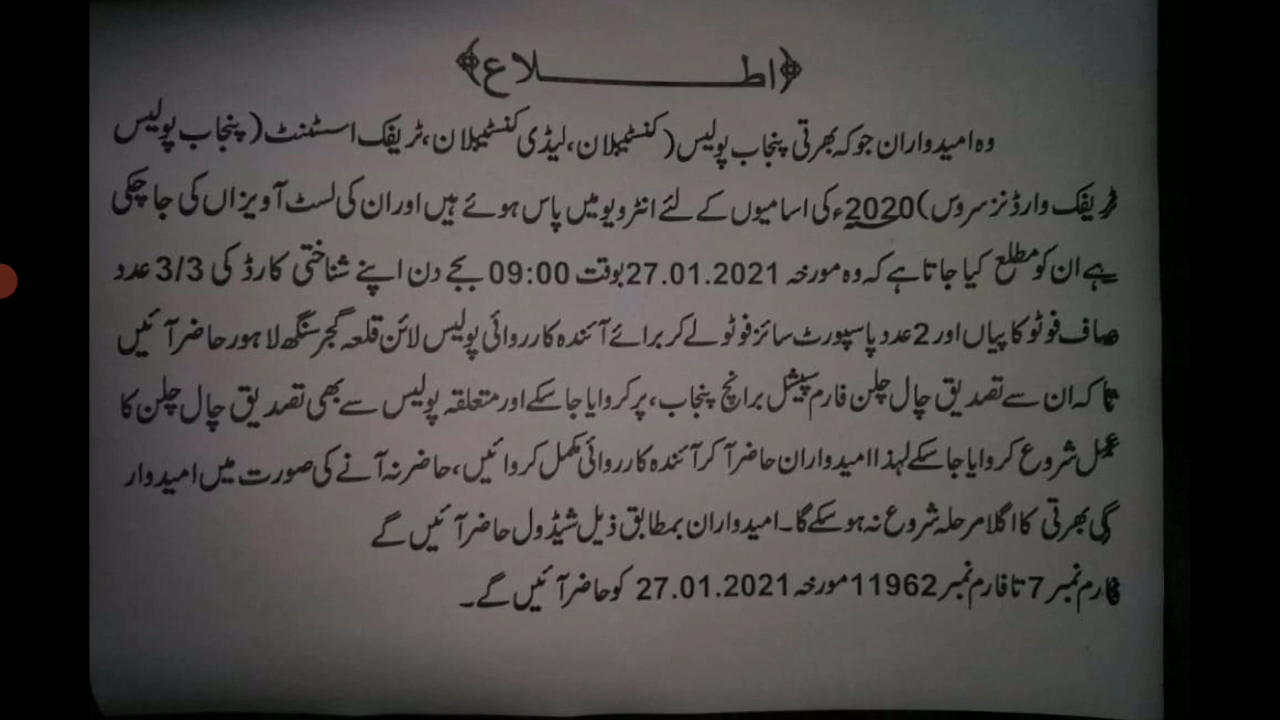 ﴿اطـــــــــلاع﴾
وہ امیدواران جو کہ بھرتی پنجاب پولیس (کنسٹیبلان،لیڈی کنسٹیبلان،ٹریفک اسسٹنٹ (پنجاب پولیس
ٹریفک وارڈنز سروس)2020ء کی اسامیوں کے لئے انٹرویو میں پاس ہوئے ہیں اور ان کی لسٹ آویزاں کی جا چکی
ہے ان کو مطلع کیا جاتا ہے کہ وہ مورخہ 27.01.2021 بوقت 09:00 بجے دن اپنے شناختی کارڈ کی 3/3 عدد
صاف فوٹو کاپیاں اور 2 عدد پاسپورٹ سائز فوٹو لے کر برائے آئندہ کارروائی پولیس لائن قلعہ گجر سنگھ لاہور حاضر آئیں
تا کہ ان سے تصدیق چال چلن فارم سپیشل برانچ پنجاب، پر کروایا جا سکے اور متعلقہ پولیس سے بھی تصدیق چال چلن کا
عمل شروع کروایا جا سکے لہذا امیدواران حاضر آ کر آئندہ کارروائی مکمل کروائیں، حاضر نہ آنے کی صورت میں امیدوار
کی بھرتی کا اگلا مرحلہ شروع نہ ہو سکے گا۔ امیدواران بمطابق ذیل شیڈول حاضر آئیں گے
فارم نمبر 7 تا فارم نمبر 11962 مورخہ 27.01.2021 کو حاضر آئیں گے۔